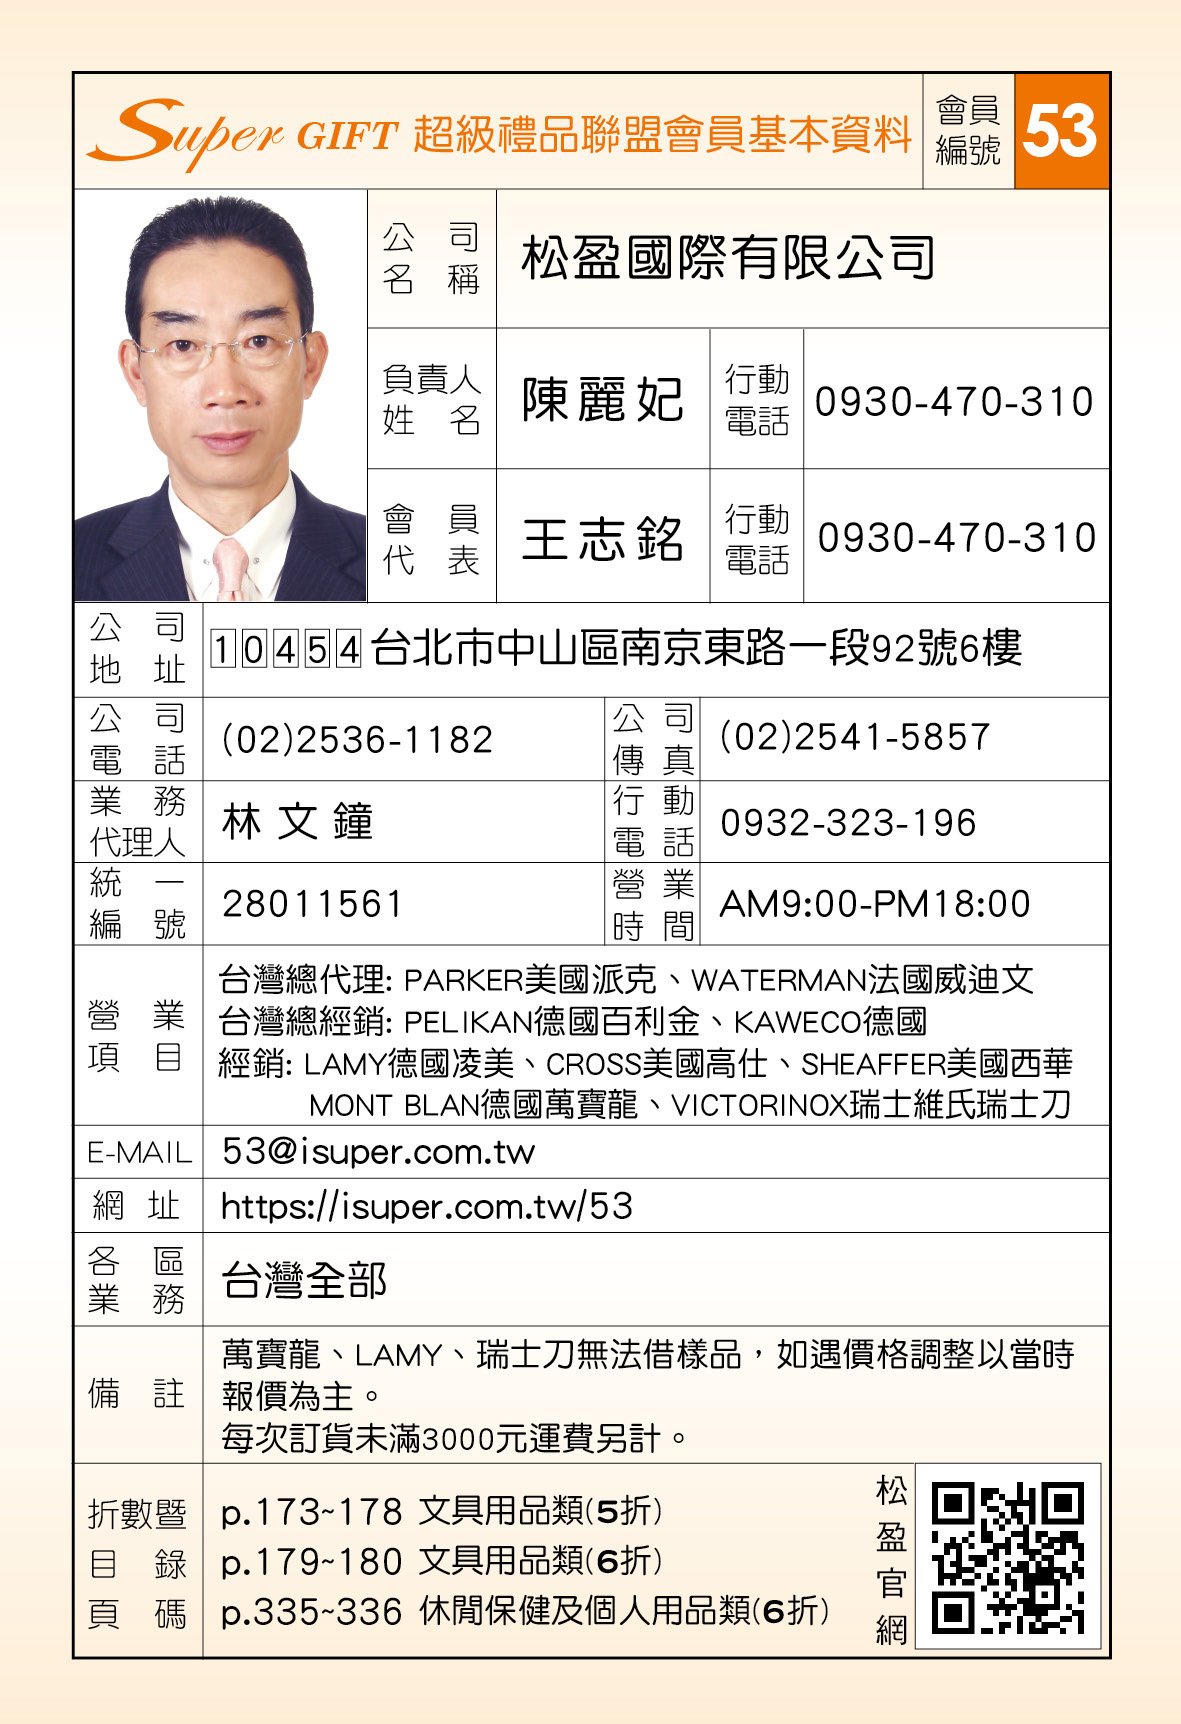 Super GIFT 超級禮品聯盟會員基本資料
會員
編號
53
公司
名稱
松盈國際有限公司
負責人
姓名
陳麗妃
行動
電話
0930-470-310
會員
代表
王志銘
行動
電話
0930-470-310
公司
地址
10454台北市中山區南京東路一段92號6樓
公司
電話
(02)2536-1182
公司
傳真
(02)2541-5857
業務
代理人
林文鐘
行動
電話
0932-323-196
統一
編號
28011561
營業
時間
AM9:00-PM18:00
營業
項目
台灣總代理: PARKER美國派克、WATERMAN法國威迪文
台灣總經銷: PELIKAN德國百利金、KAWECO德國
經銷: LAMY德國凌美、CROSS美國高仕、SHEAFFER美國西華
MONT BLAN德國萬寶龍、VICTORINOX瑞士維氏瑞士刀
E-MAIL
53@isuper.com.tw
網址
https://isuper.com.tw/53
各區
業務
台灣全部
備註
萬寶龍、LAMY、瑞士刀無法借樣品，如遇價格調整以當時
報價為主。
每次訂貨未滿3000元運費另計。
折數暨
目錄
頁碼
p.173~178 文具用品類(5折)
p.179~180 文具用品類(6折)
p.335~336 休閒保健及個人用品類(6折)
松盈官網